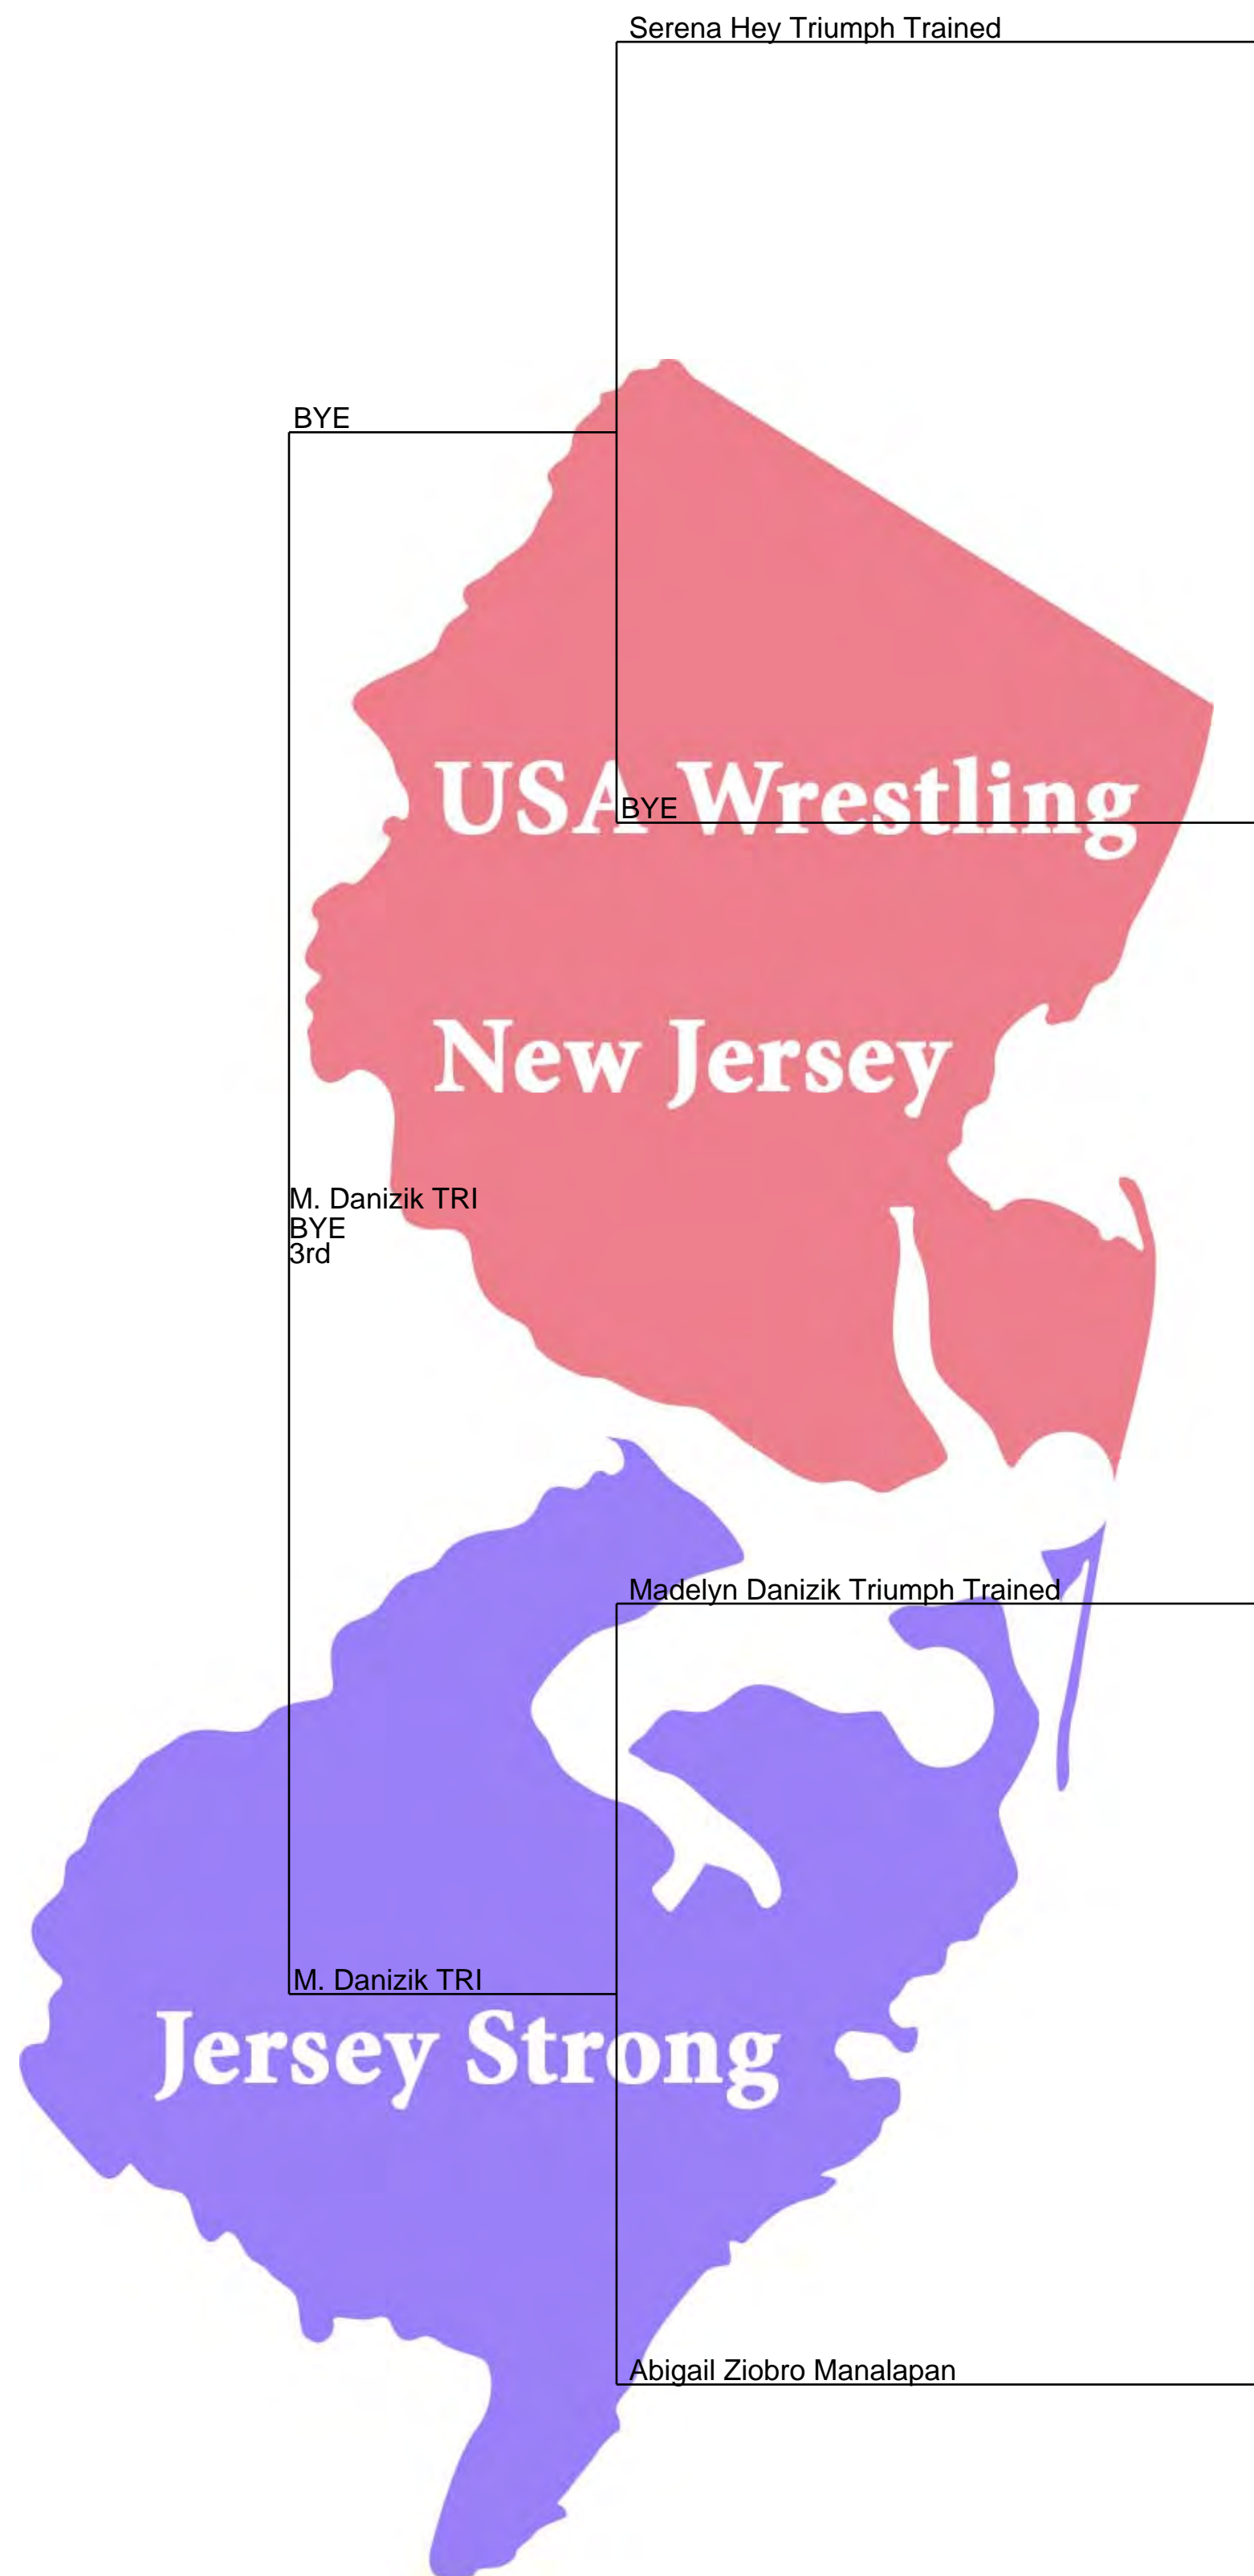 Serena Hey Triumph Trained
BYE
USA Wrestling
BYE
New Jersey
M. Danizik TRI
BYE
3rd
Madelyn Danizik Triumph Trained
M. Danizik TRI
Jersey Strong
Abigail Ziobro Manalapan